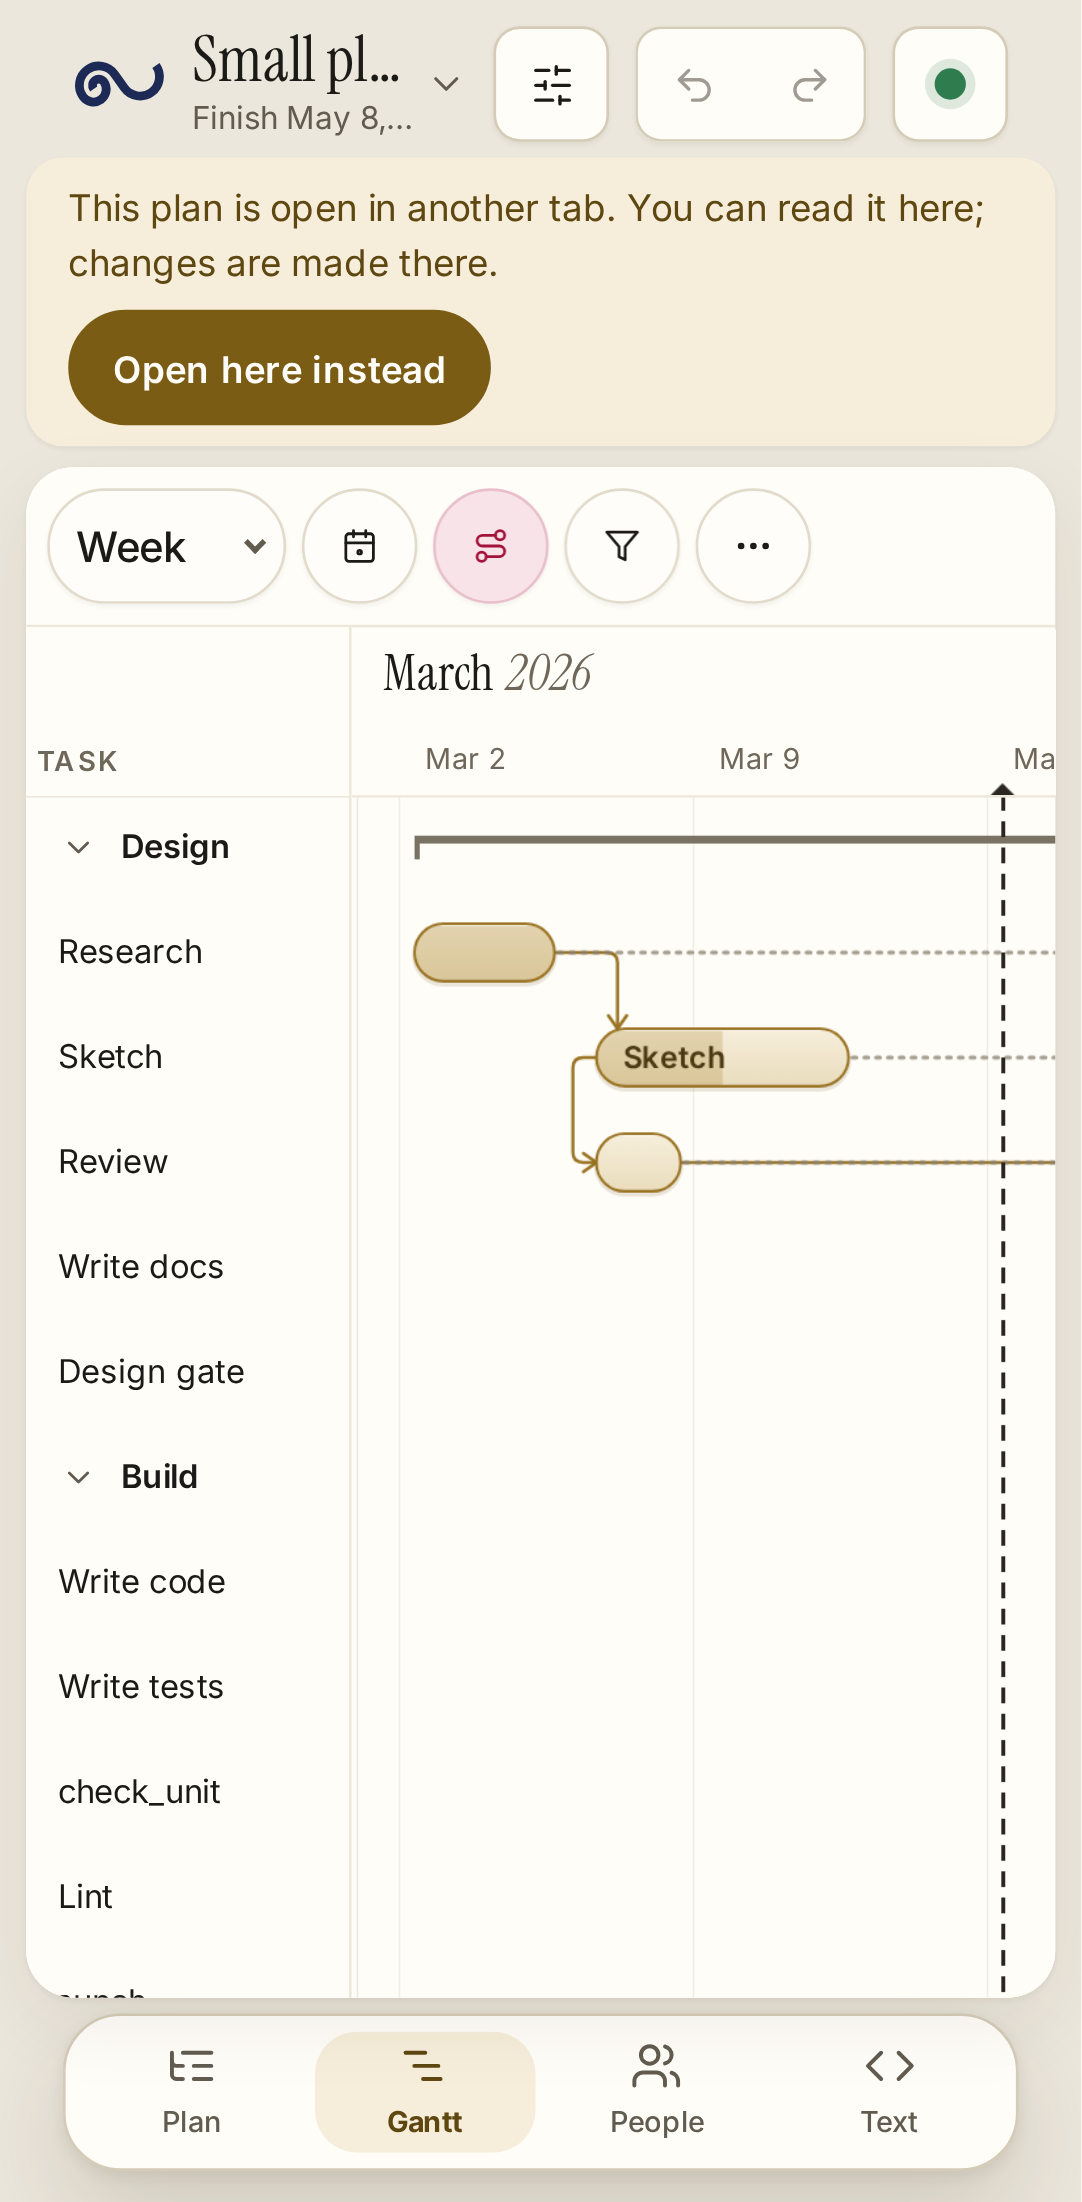 Small pl...
Finish May 8,...
This plan is open in another tab. You can read it here;
changes are made there.
Open here instead
Week
March 2026
TASK
Mar 2
Mar 9
Ma
Design
Research
Sketch
Sketch
Review
Write docs
Design gate
Build
Write code
Write tests
check_unit
Lint
Plan
Gantt
People
Text